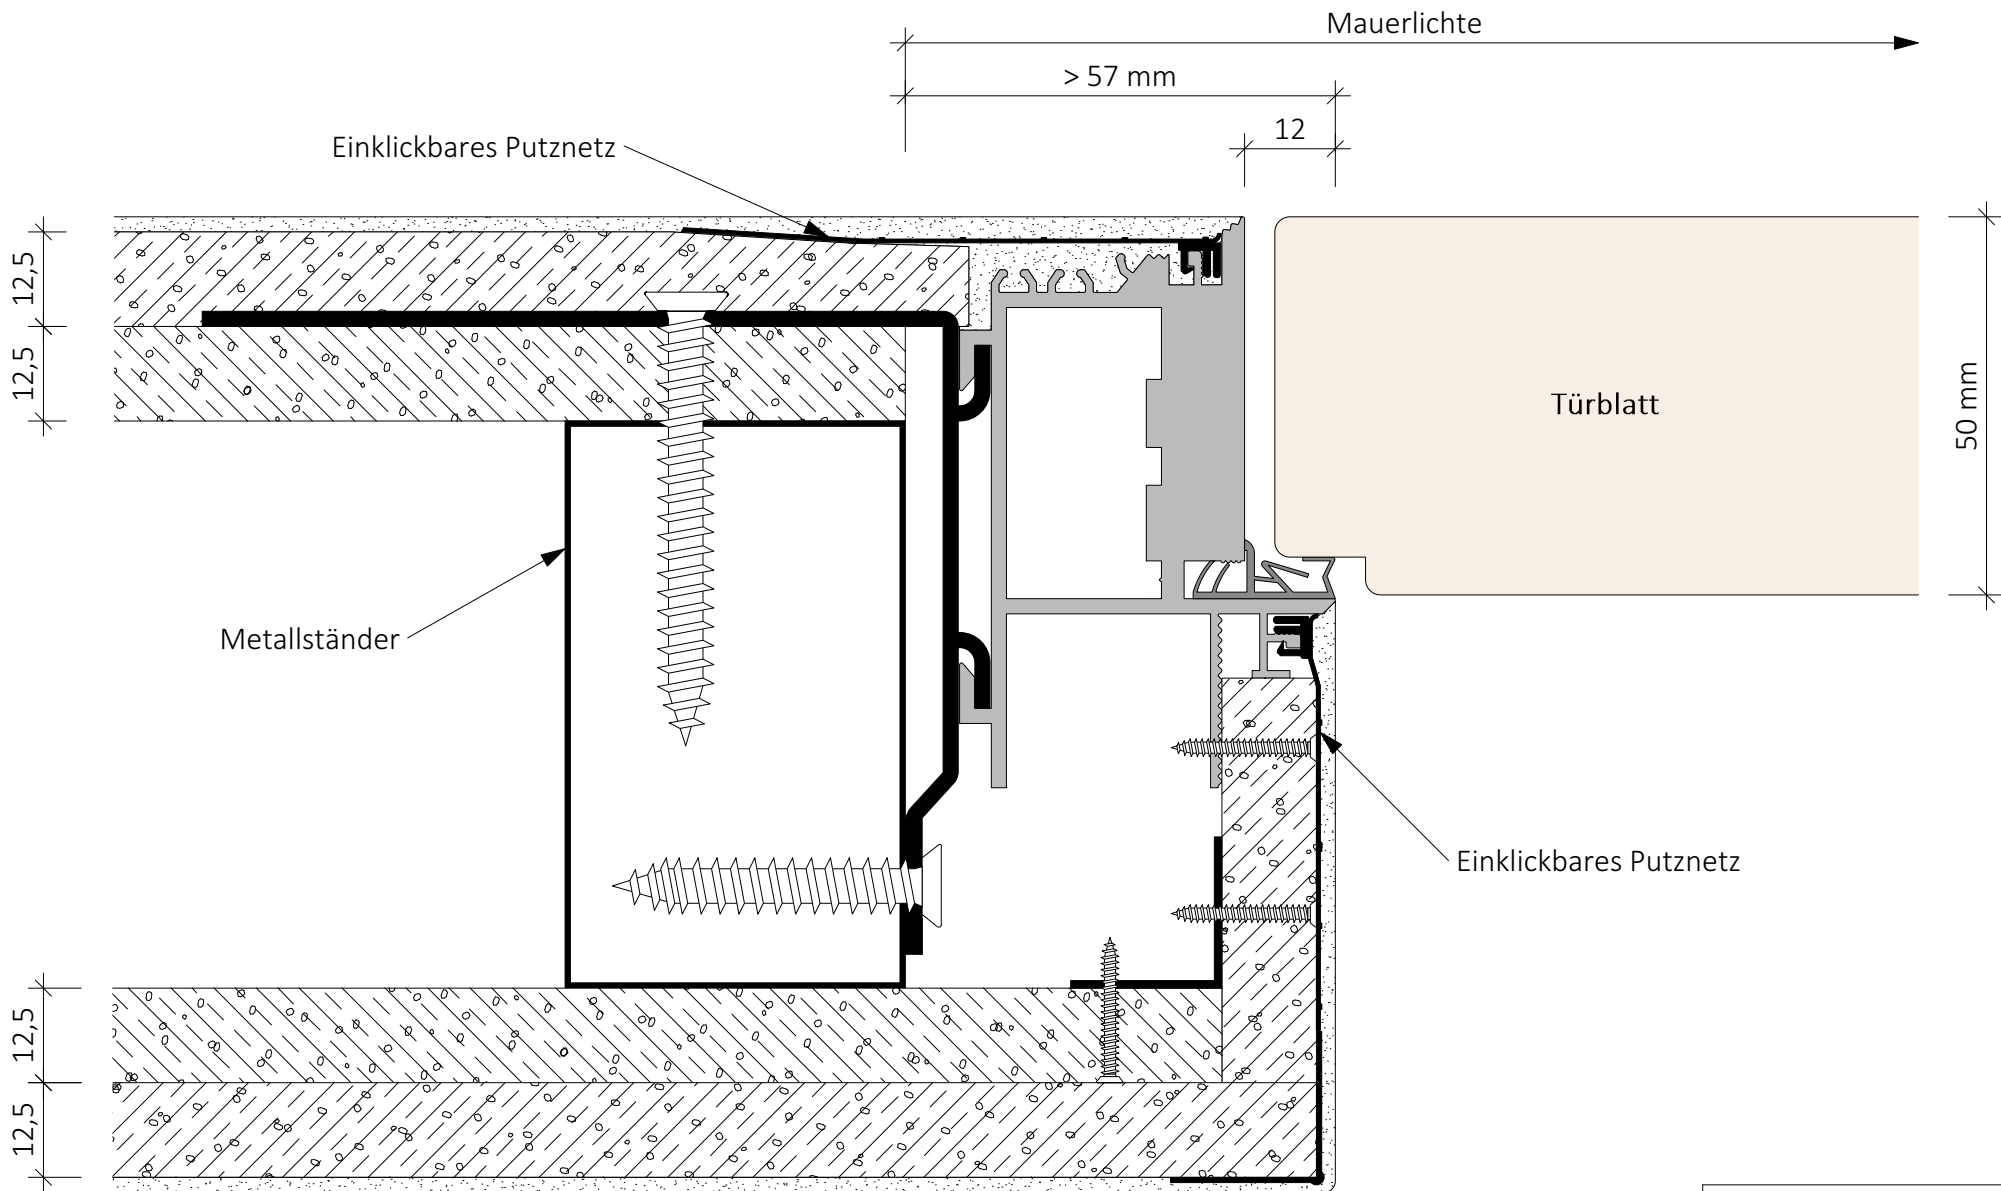 Mauerlichte
> 57 mm
12
Einklickbares Putznetz
12,5
12,5
50 mm
Türblatt
Metallständer
Einklickbares Putznetz
12,5
12,5